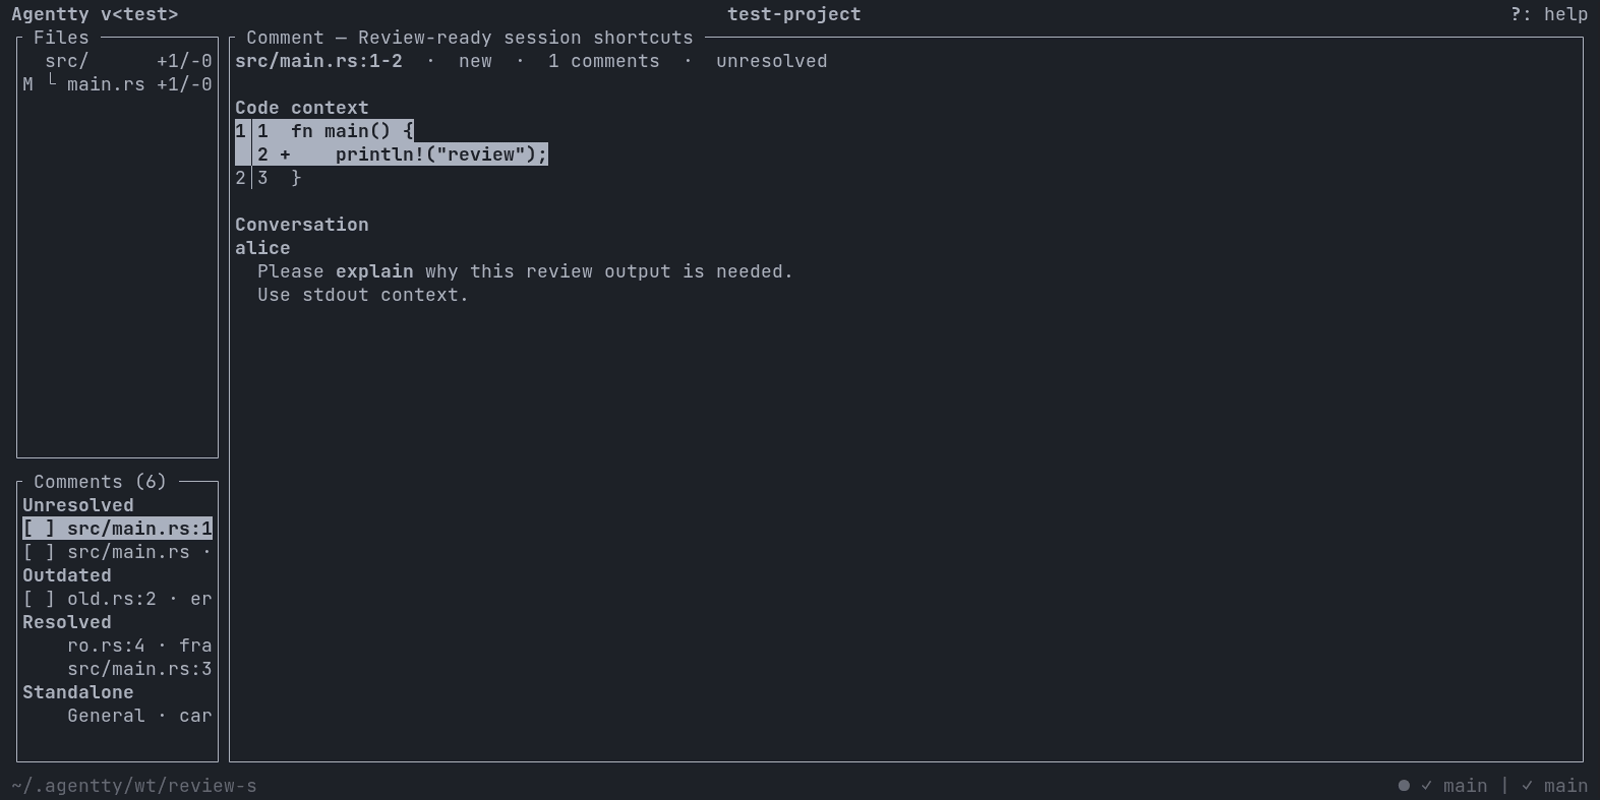 Agentty v<test> test-project ?: help
Files
src/ +1/-0
M └ main.rs +1/-0
Comments (6)
Unresolved
[ ] src/main.rs:1
[ ] src/main.rs ·
Outdated
[ ] old.rs:2 · er
Resolved
ro.rs:4 · fra
src/main.rs:3
Standalone
General · car
Comment — Review-ready session shortcuts
src/main.rs:1-2 · new · 1 comments · unresolved
Code context
1│1 fn main() {
│2 + println!("review");
2│3 }
Conversation
alice
Please explain why this review output is needed.
Use stdout context.
~/.agentty/wt/review-s ● ✓ main | ✓ main